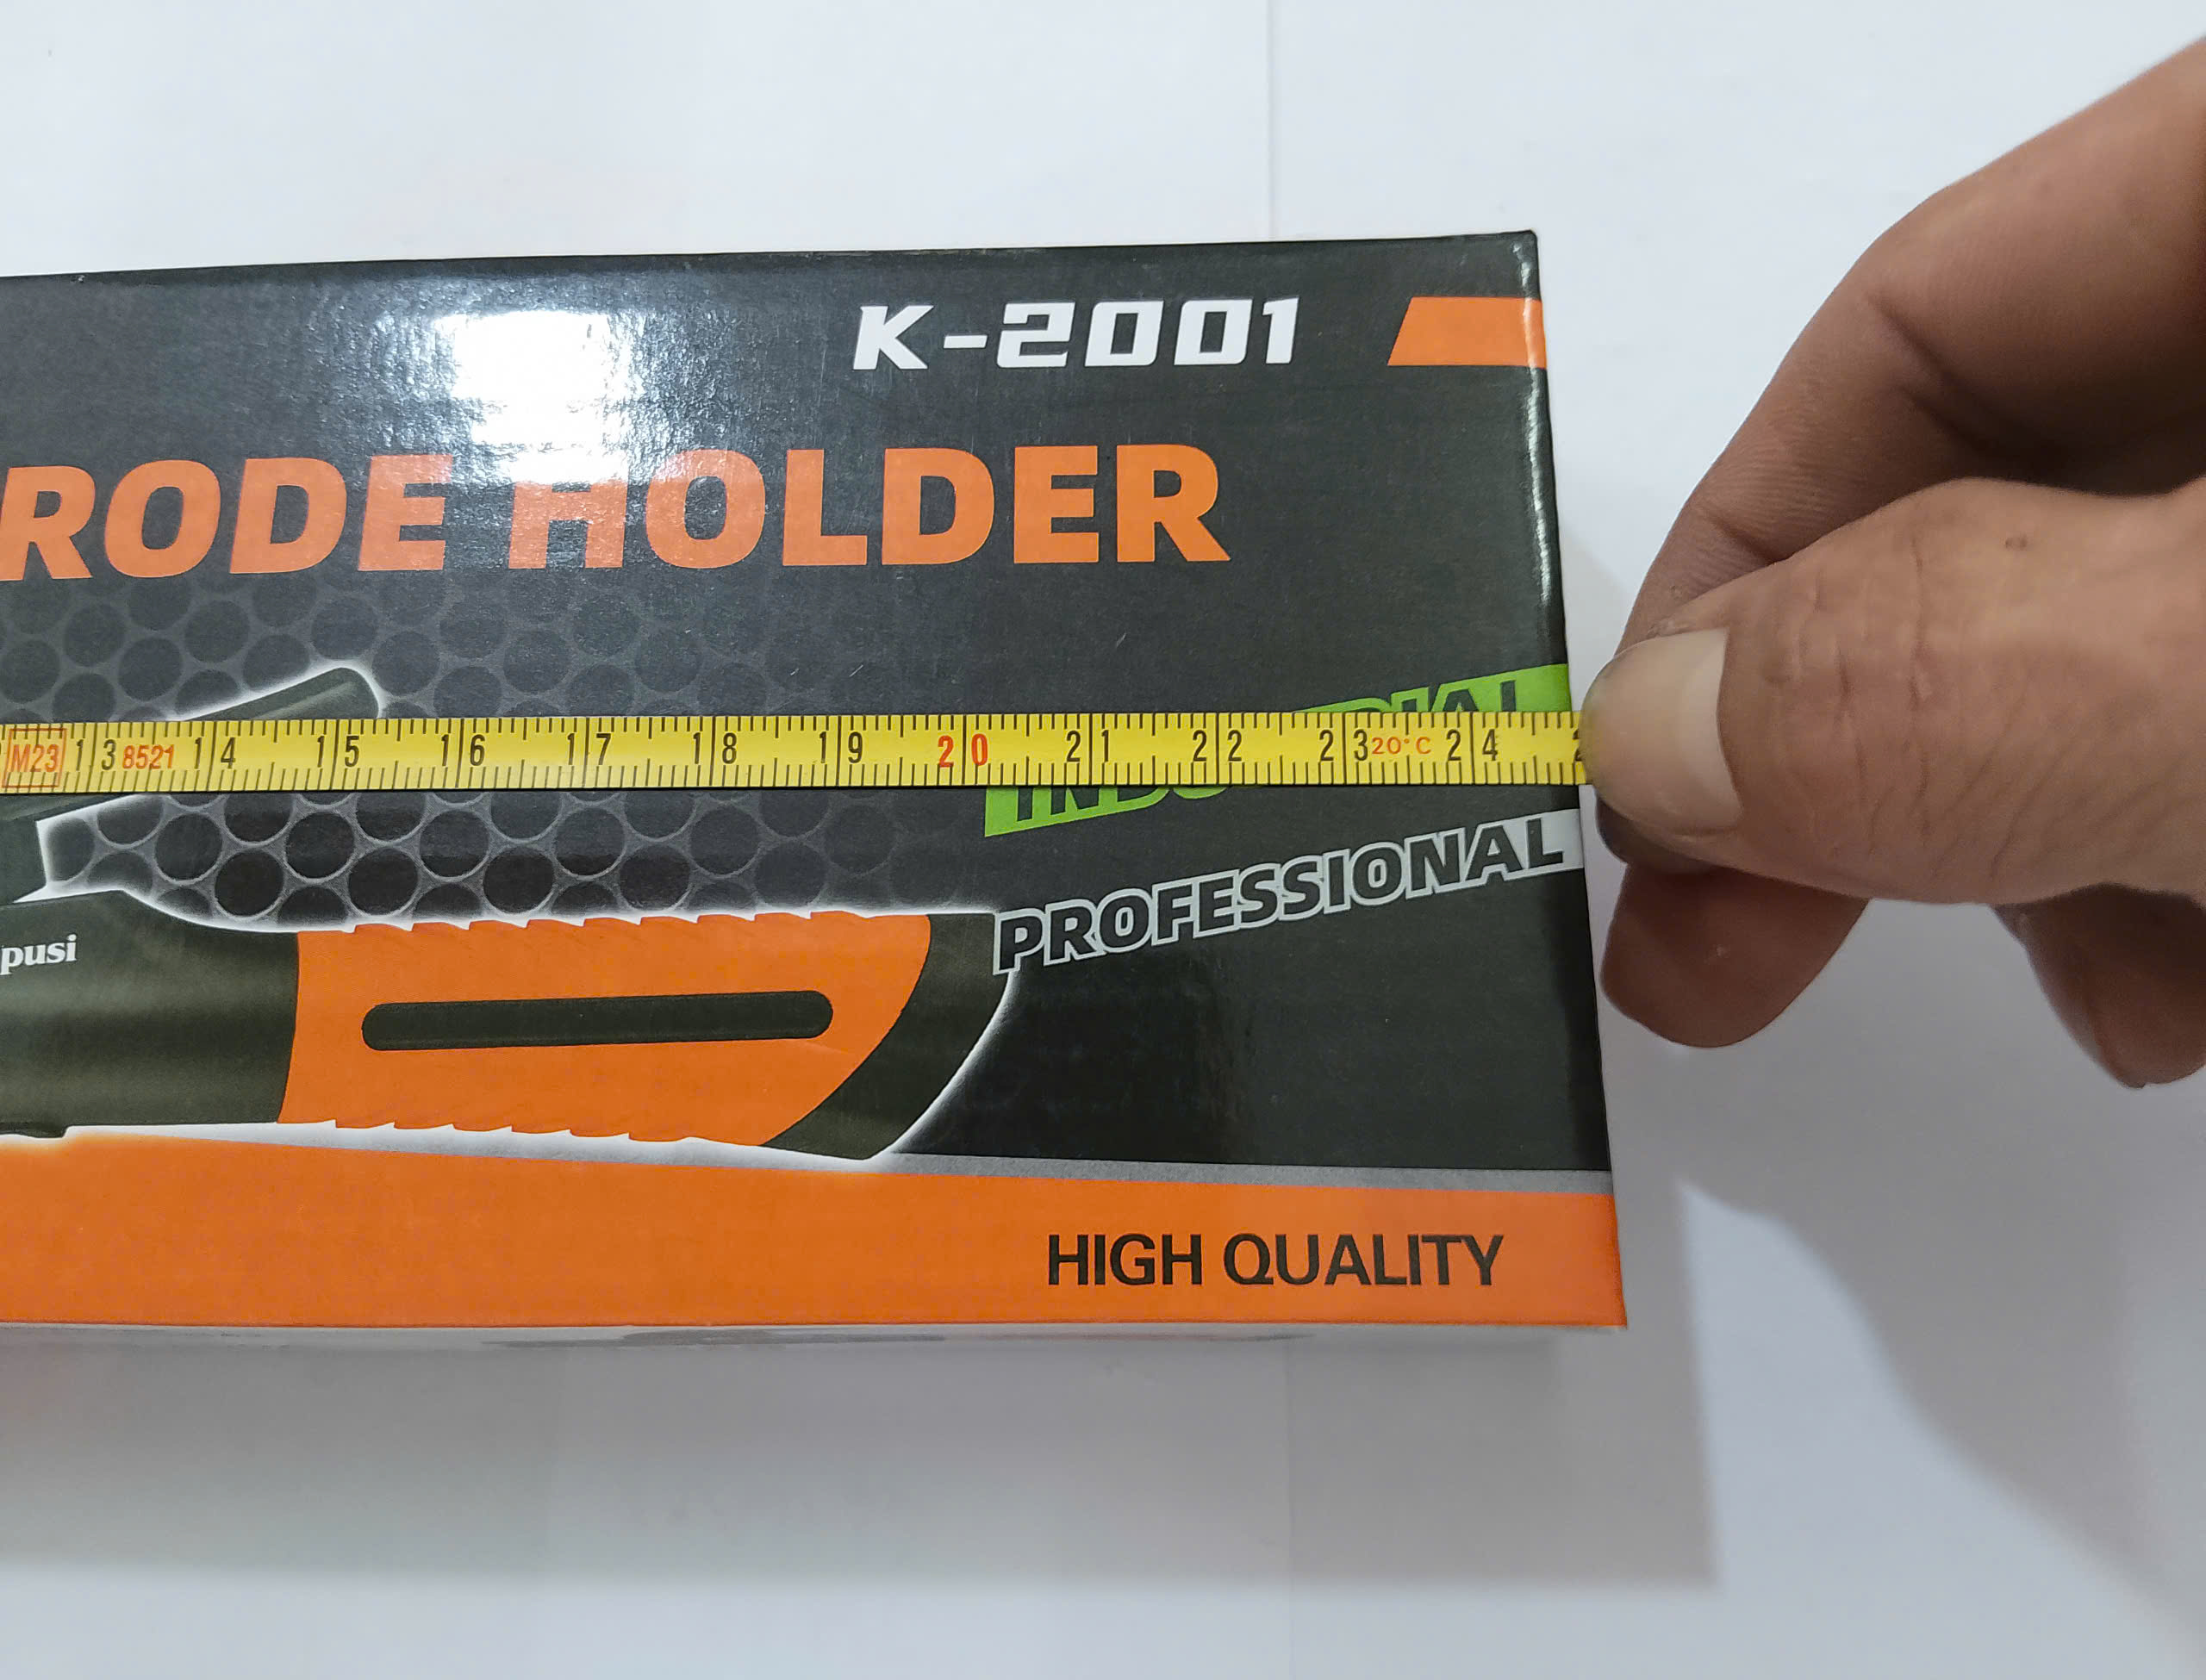 K-2001
RODE HOLDER
INDUSTRIAL
M23 13 8521 14 15 16 17 18 19 20 21 22 23 20°C 24 2
PROFESSIONAL
pusi
HIGH QUALITY